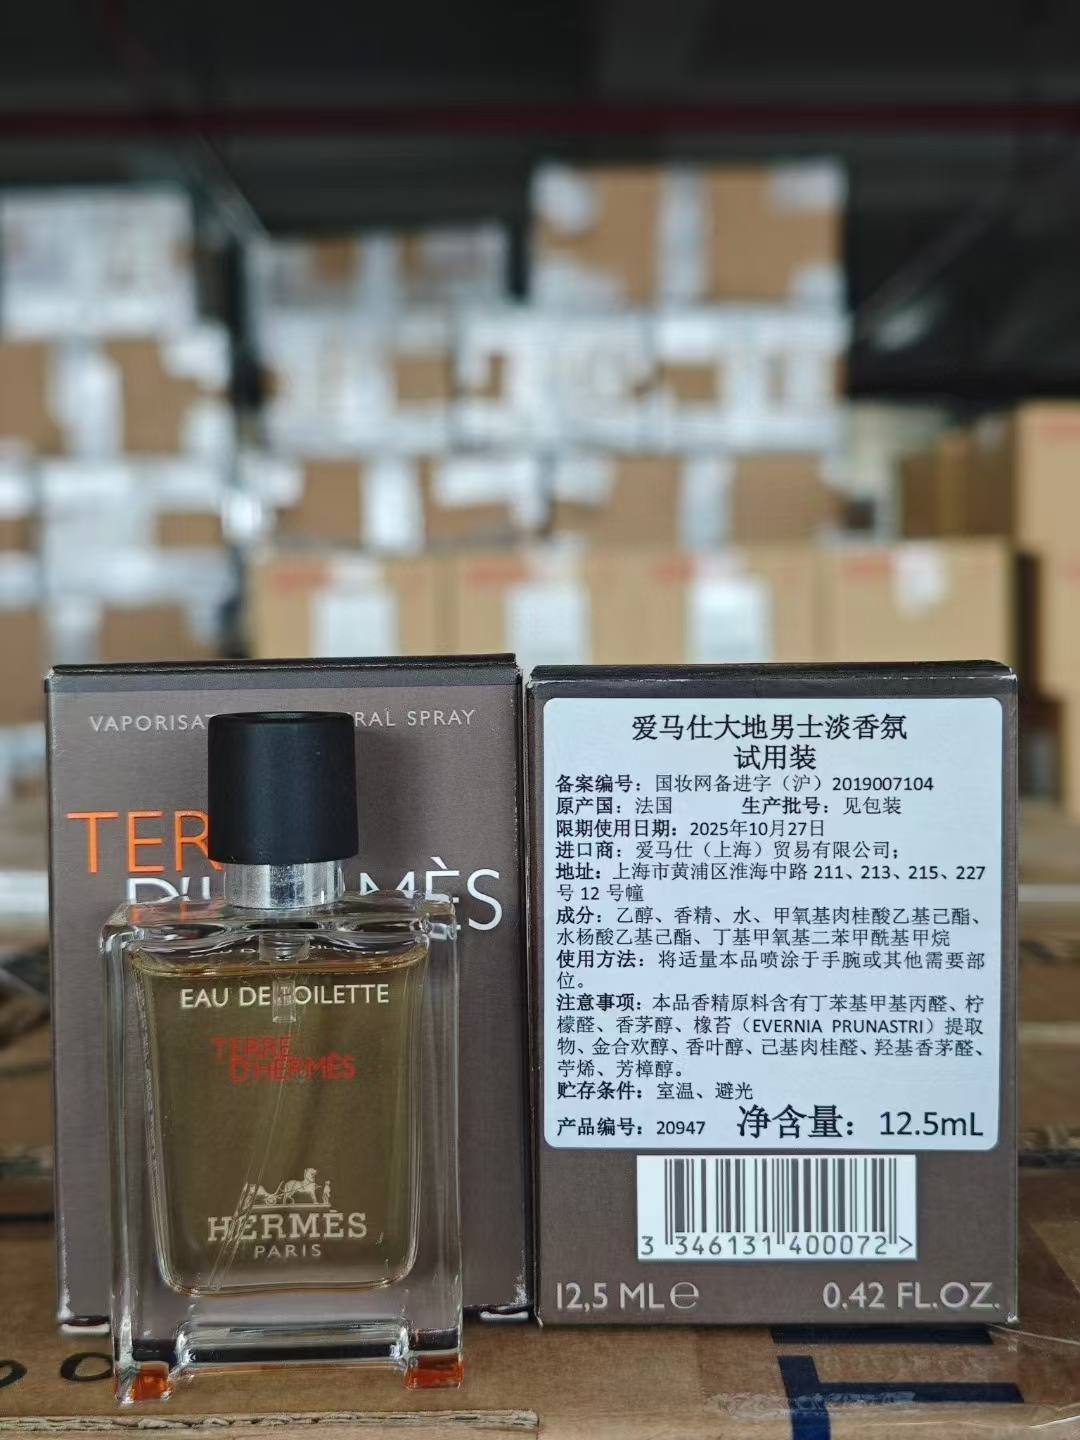 VAPORISA
RAL SPRAY
TER
D'H
MÈS
EAU DE TOILETTE
TERRE
D'HERMÈS
HERMÈS
PARIS
爱马仕大地男士淡香氛
试用装
备案编号：国妆网备进字（沪）2019007104
原产国：法国 生产批号：见包装
限期使用日期：2025年10月27日
进口商：爱马仕（上海）贸易有限公司；
地址：上海市黄浦区淮海中路 211、213、215、227
号 12 号幢
成分：乙醇、香精、水、甲氧基肉桂酸乙基己酯、
水杨酸乙基己酯、丁基甲氧基二苯甲酰基甲烷
使用方法：将适量本品喷涂于手腕或其他需要部
位。
注意事项：本品香精原料含有丁苯基甲基丙醛、柠
檬醛、香茅醇、橡苔（EVERNIA PRUNASTRI）提取
物、金合欢醇、香叶醇、己基肉桂醛、羟基香茅醛、
苧烯、芳樟醇。
贮存条件：室温、避光
产品编号：20947 净含量：12.5mL
3 346131 400072 >
12,5 ML ℮ 0.42 FL.OZ.